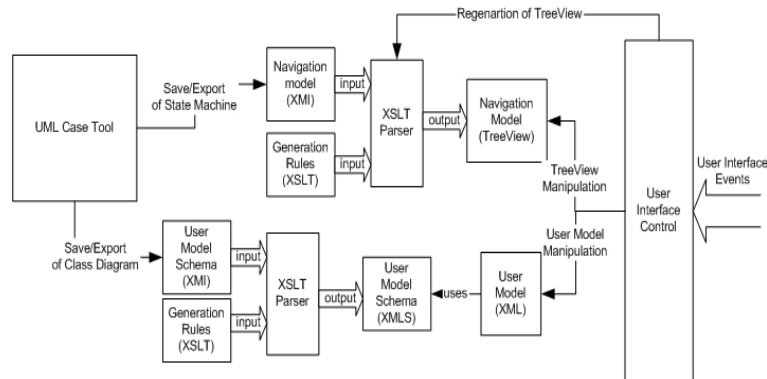 Regenartion of TreeView
UML Case Tool
Save/Export
of State Machine
Navigation
model
(XMI)
input
Generation
Rules
(XSLT)
input
XSLT
Parser
output
Navigation
Model
(TreeView)
TreeView
Manipulation
User Model
Manipulation
User
Interface
Control
User Interface
Events
Save/Export
of Class Diagram
User
Model
Schema
(XMI)
input
Generation
Rules
(XSLT)
input
XSLT
Parser
output
User
Model
Schema
(XMLS)
uses
User
Model
(XML)